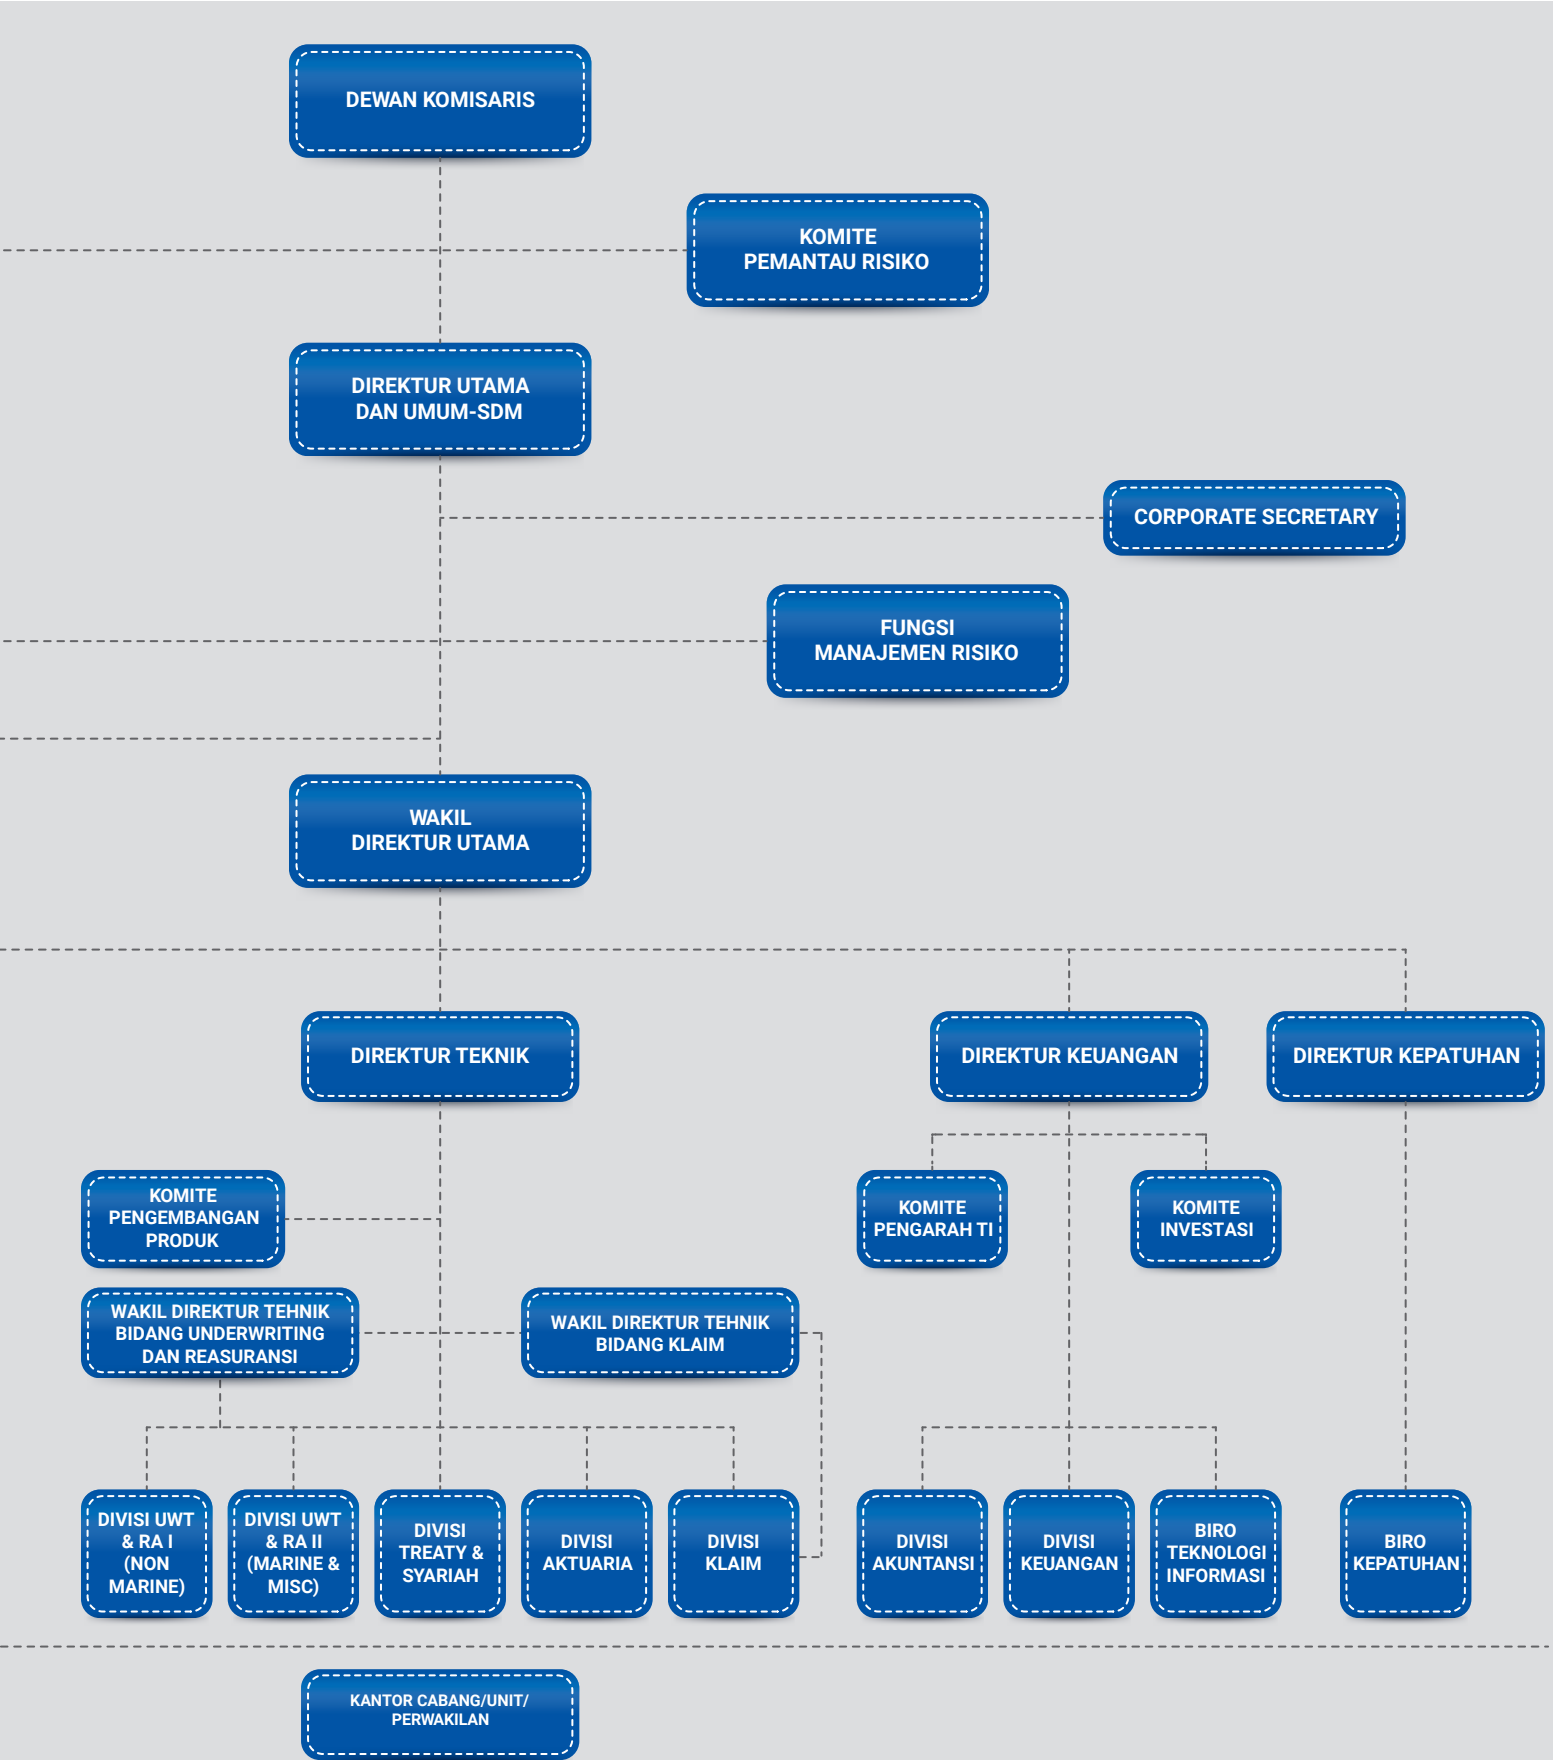 DEWAN KOMISARIS
KOMITE
PEMANTAU RISIKO
DIREKTUR UTAMA
DAN UMUM-SDM
CORPORATE SECRETARY
FUNGSI
MANAJEMEN RISIKO
WAKIL
DIREKTUR UTAMA
DIREKTUR TEKNIK
DIREKTUR KEUANGAN
DIREKTUR KEPATUHAN
KOMITE
PENGEMBANGAN
PRODUK
KOMITE
PENGARAH TI
KOMITE
INVESTASI
WAKIL DIREKTUR TEHNIK
BIDANG UNDERWRITING
DAN REASURANSI
WAKIL DIREKTUR TEHNIK
BIDANG KLAIM
DIVISI UWT
& RA I
(NON
MARINE)
DIVISI UWT
& RA II
(MARINE &
MISC)
DIVISI
TREATY &
SYARIAH
DIVISI
AKTUARIA
DIVISI
KLAIM
DIVISI
AKUNTANSI
DIVISI
KEUANGAN
BIRO
TEKNOLOGI
INFORMASI
BIRO
KEPATUHAN
KANTOR CABANG/UNIT/
PERWAKILAN